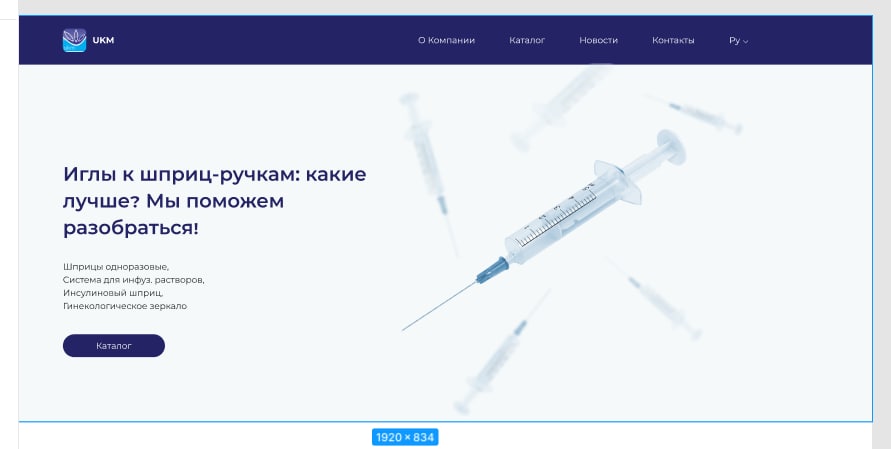 UKM
О Компании
Каталог
Новости
Контакты
Ру
Иглы к шприц-ручкам: какие
лучше? Мы поможем
разобраться!
Шприцы одноразовые,
Система для инфуз. растворов,
Инсулиновый шприц,
Гинекологическое зеркало
Каталог
1920 × 834